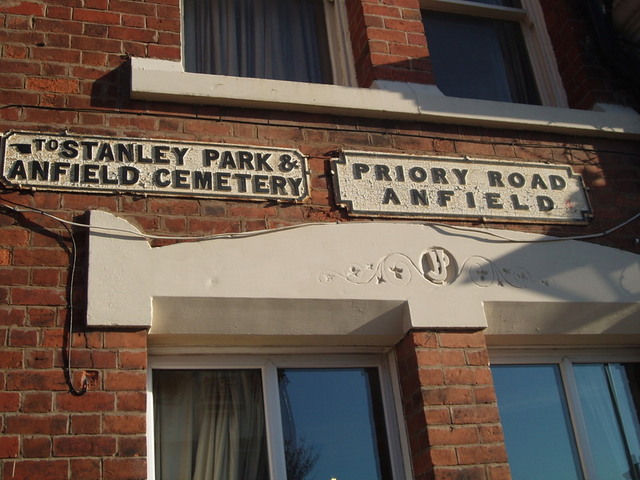 TO STANLEY PARK &
ANFIELD CEMETERY
PRIORY ROAD
ANFIELD